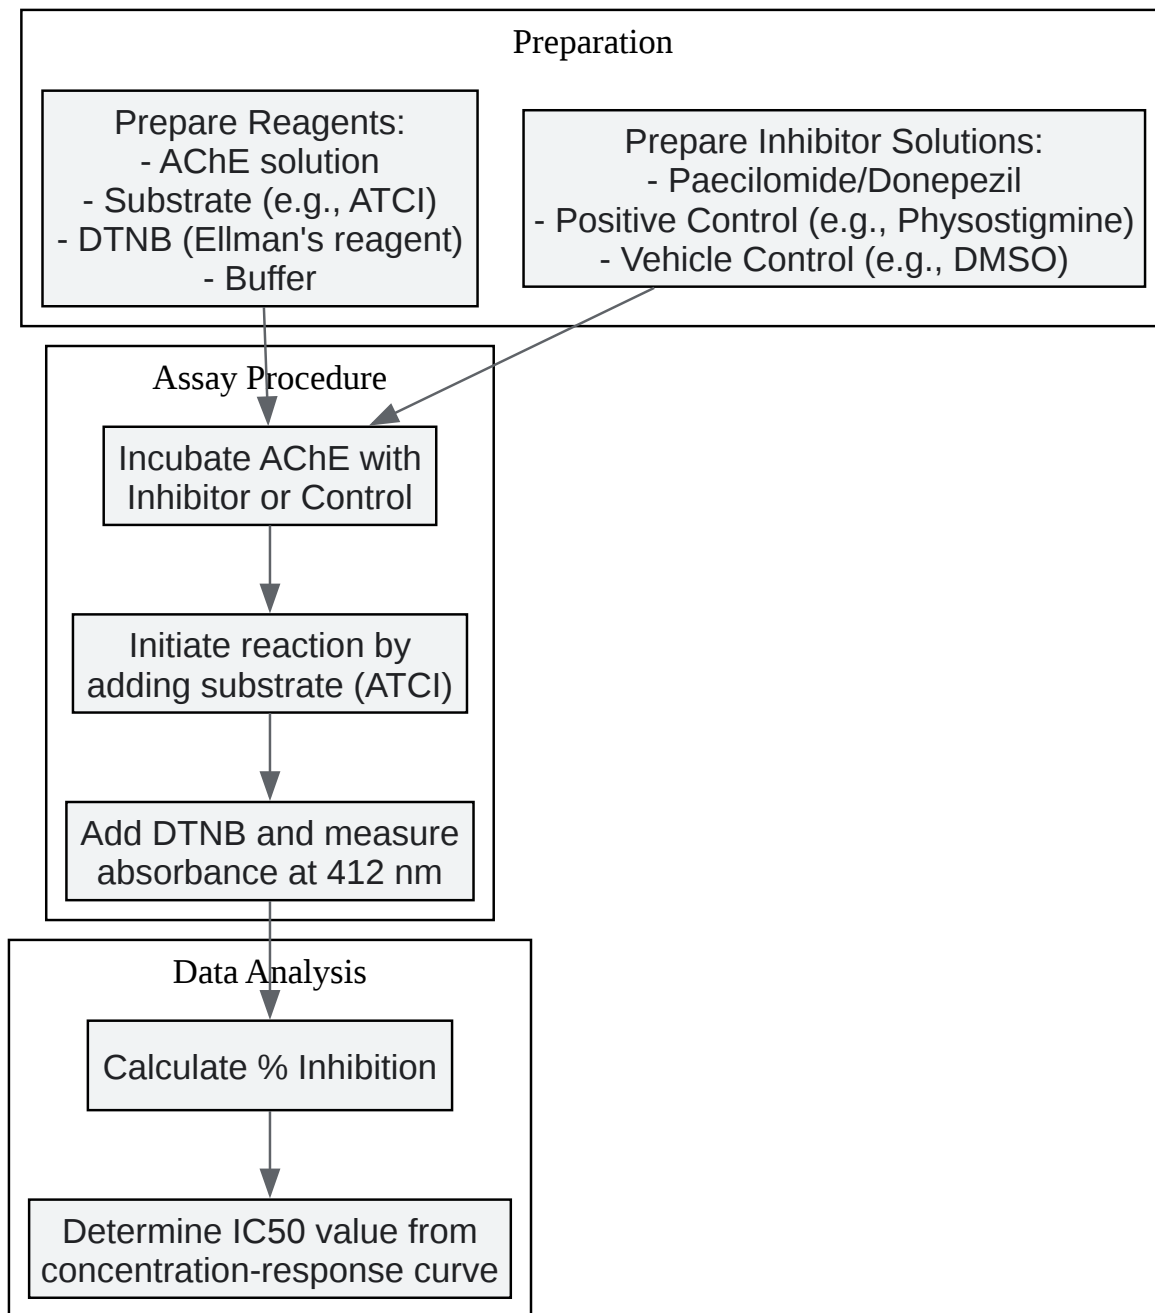 Preparation
Prepare Reagents:
- AChE solution
- Substrate (e.g., ATCI)
- DTNB (Ellman's reagent)
- Buffer
Prepare Inhibitor Solutions:
- Paecilomide/Donepezil
- Positive Control (e.g., Physostigmine)
- Vehicle Control (e.g., DMSO)
Assay Procedure
Incubate AChE with
Inhibitor or Control
Initiate reaction by
adding substrate (ATCI)
Add DTNB and measure
absorbance at 412 nm
Data Analysis
Calculate % Inhibition
Determine IC50 value from
concentration-response curve